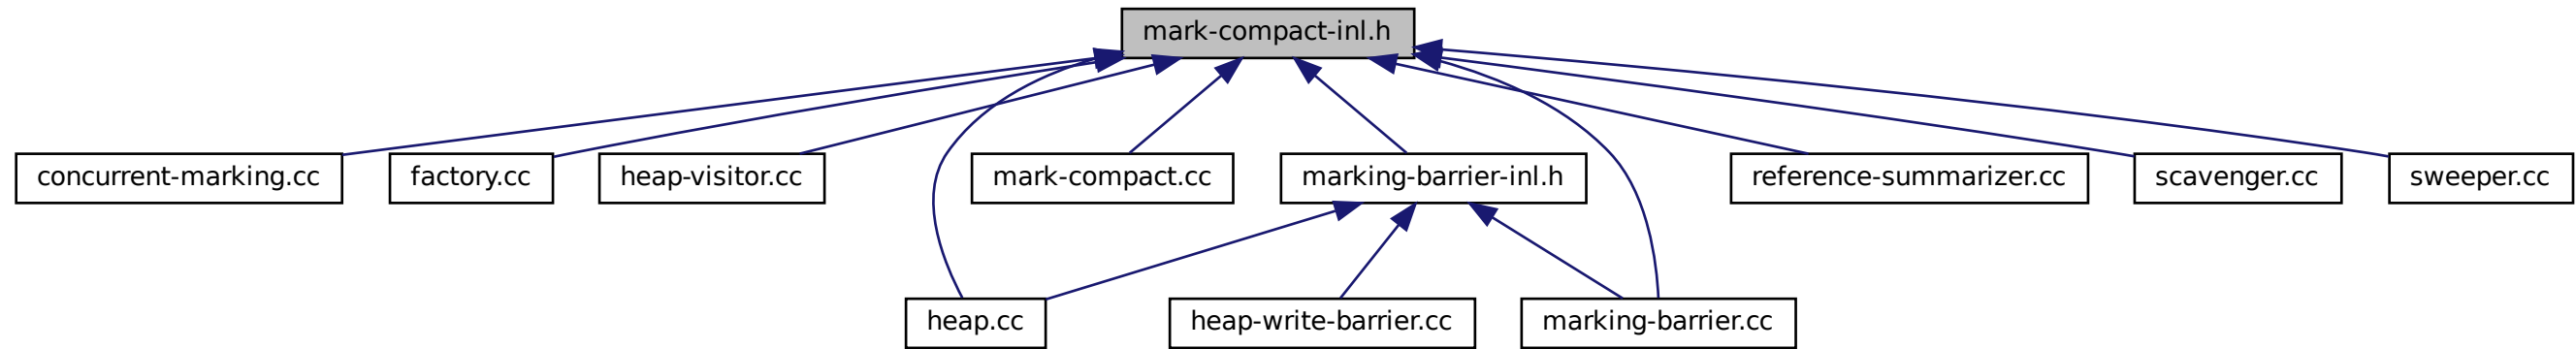 mark-compact-inl.h
concurrent-marking.cc
factory.cc
heap-visitor.cc
mark-compact.cc
marking-barrier-inl.h
reference-summarizer.cc
scavenger.cc
sweeper.cc
heap.cc
heap-write-barrier.cc
marking-barrier.cc